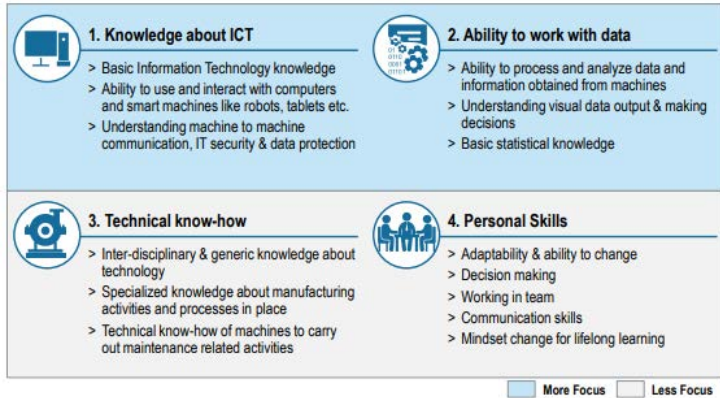 1. Knowledge about ICT
> Basic Information Technology knowledge
> Ability to use and interact with computers
and smart machines like robots, tablets etc.
> Understanding machine to machine
communication, IT security & data protection
2. Ability to work with data
> Ability to process and analyze data and
information obtained from machines
> Understanding visual data output & making
decisions
> Basic statistical knowledge
3. Technical know-how
> Inter-disciplinary & generic knowledge about
technology
> Specialized knowledge about manufacturing
activities and processes in place
> Technical know-how of machines to carry
out maintenance related activities
4. Personal Skills
> Adaptability & ability to change
> Decision making
> Working in team
> Communication skills
> Mindset change for lifelong learning
More Focus
Less Focus